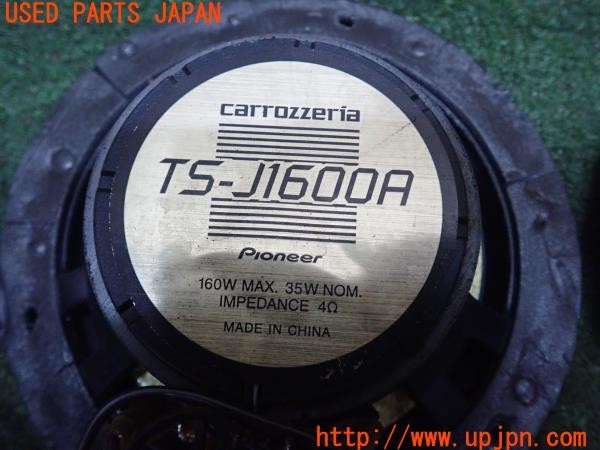 USED PARTS JAPAN
carrozzeria
TS-J1600A
Pioneer
160W MAX. 35W NOM.
IMPEDANCE 4Ω
MADE IN CHINA
http://www.upjpn.com